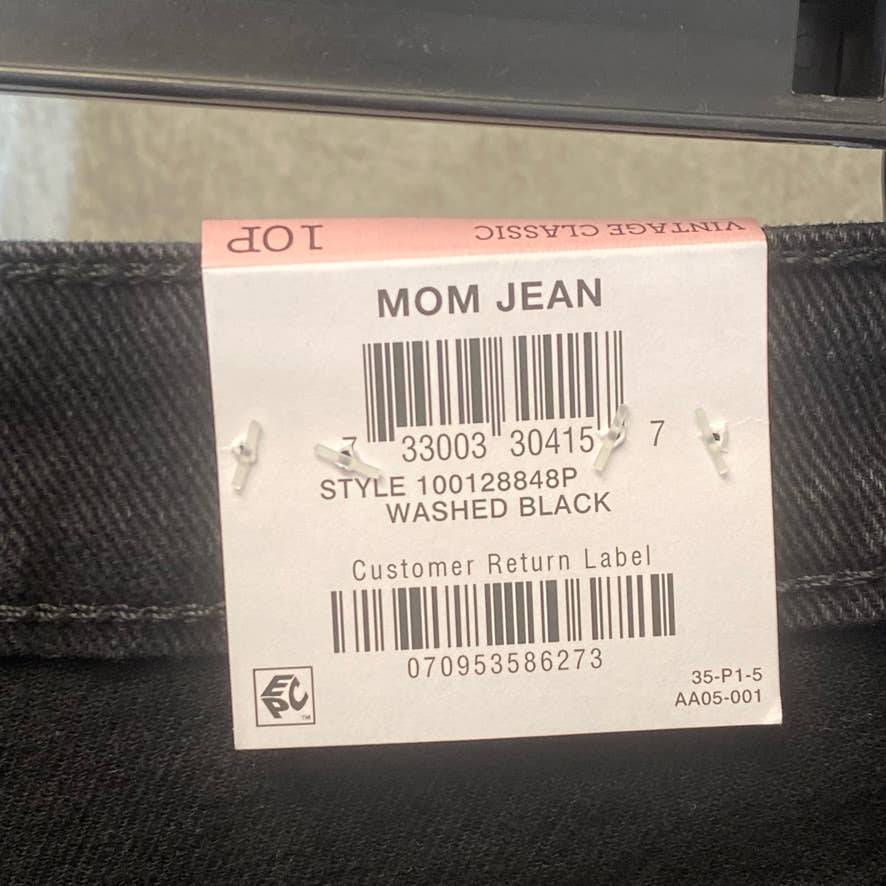 10P VINTAGE CLASSIC
MOM JEAN
7 33003 30415 7
STYLE 100128848P
WASHED BLACK
Customer Return Label
070953586273
35-P1-5
AA05-001
EPC
TM